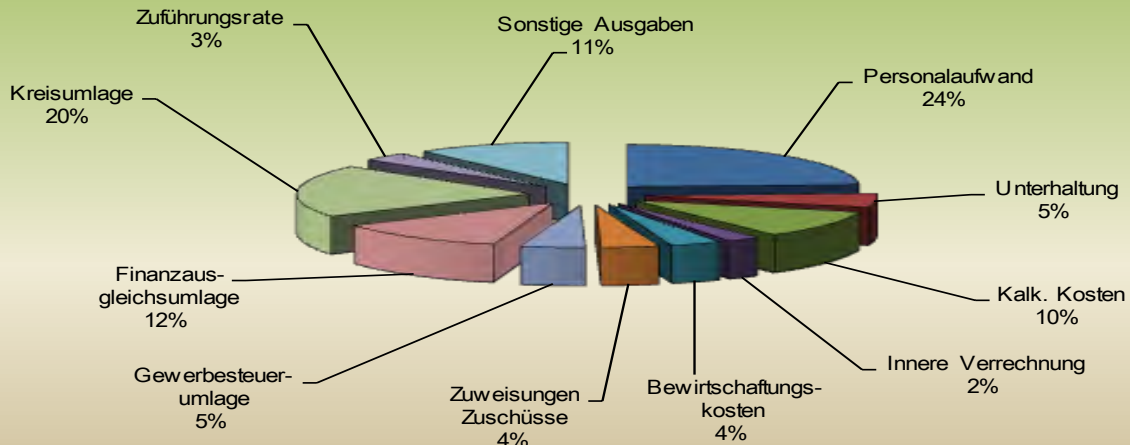 Zuführungsrate
3%
Sonstige Ausgaben
11%
Personalaufwand
24%
Kreisumlage
20%
Unterhaltung
5%
Finanzaus-
gleichsumlage
12%
Kalk. Kosten
10%
Innere Verrechnung
2%
Gewerbesteuer-
umlage
5%
Zuweisungen
Zuschüsse
4%
Bewirtschaftungs-
kosten
4%